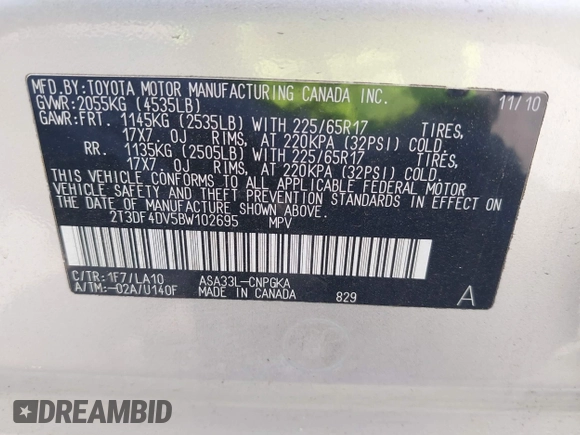 MFD.BY:TOYOTA MOTOR MANUFACTURING CANADA INC. 11/10
GVWR:2055KG (4535LB)
GAWR:FRT. 1145KG (2535LB) WITH 225/65R17 TIRES,
17X7 OJ RIMS, AT 220KPA (32PSI) COLD.
RR. 1135KG (2505LB) WITH 225/65R17 TIRES,
17X7 OJ RIMS, AT 220KPA (32PSI) COLD.
THIS VEHICLE CONFORMS TO ALL APPLICABLE FEDERAL MOTOR
VEHICLE SAFETY AND THEFT PREVENTION STANDARDS IN EFFECT ON
THE DATE OF MANUFACTURE SHOWN ABOVE.
2T3DF4DV5BW102695 MPV
C/TR:1F7/LA10 ASA33L-CNPGKA
A/TM:-02A/U140F MADE IN CANADA 829 A
DREAMBID